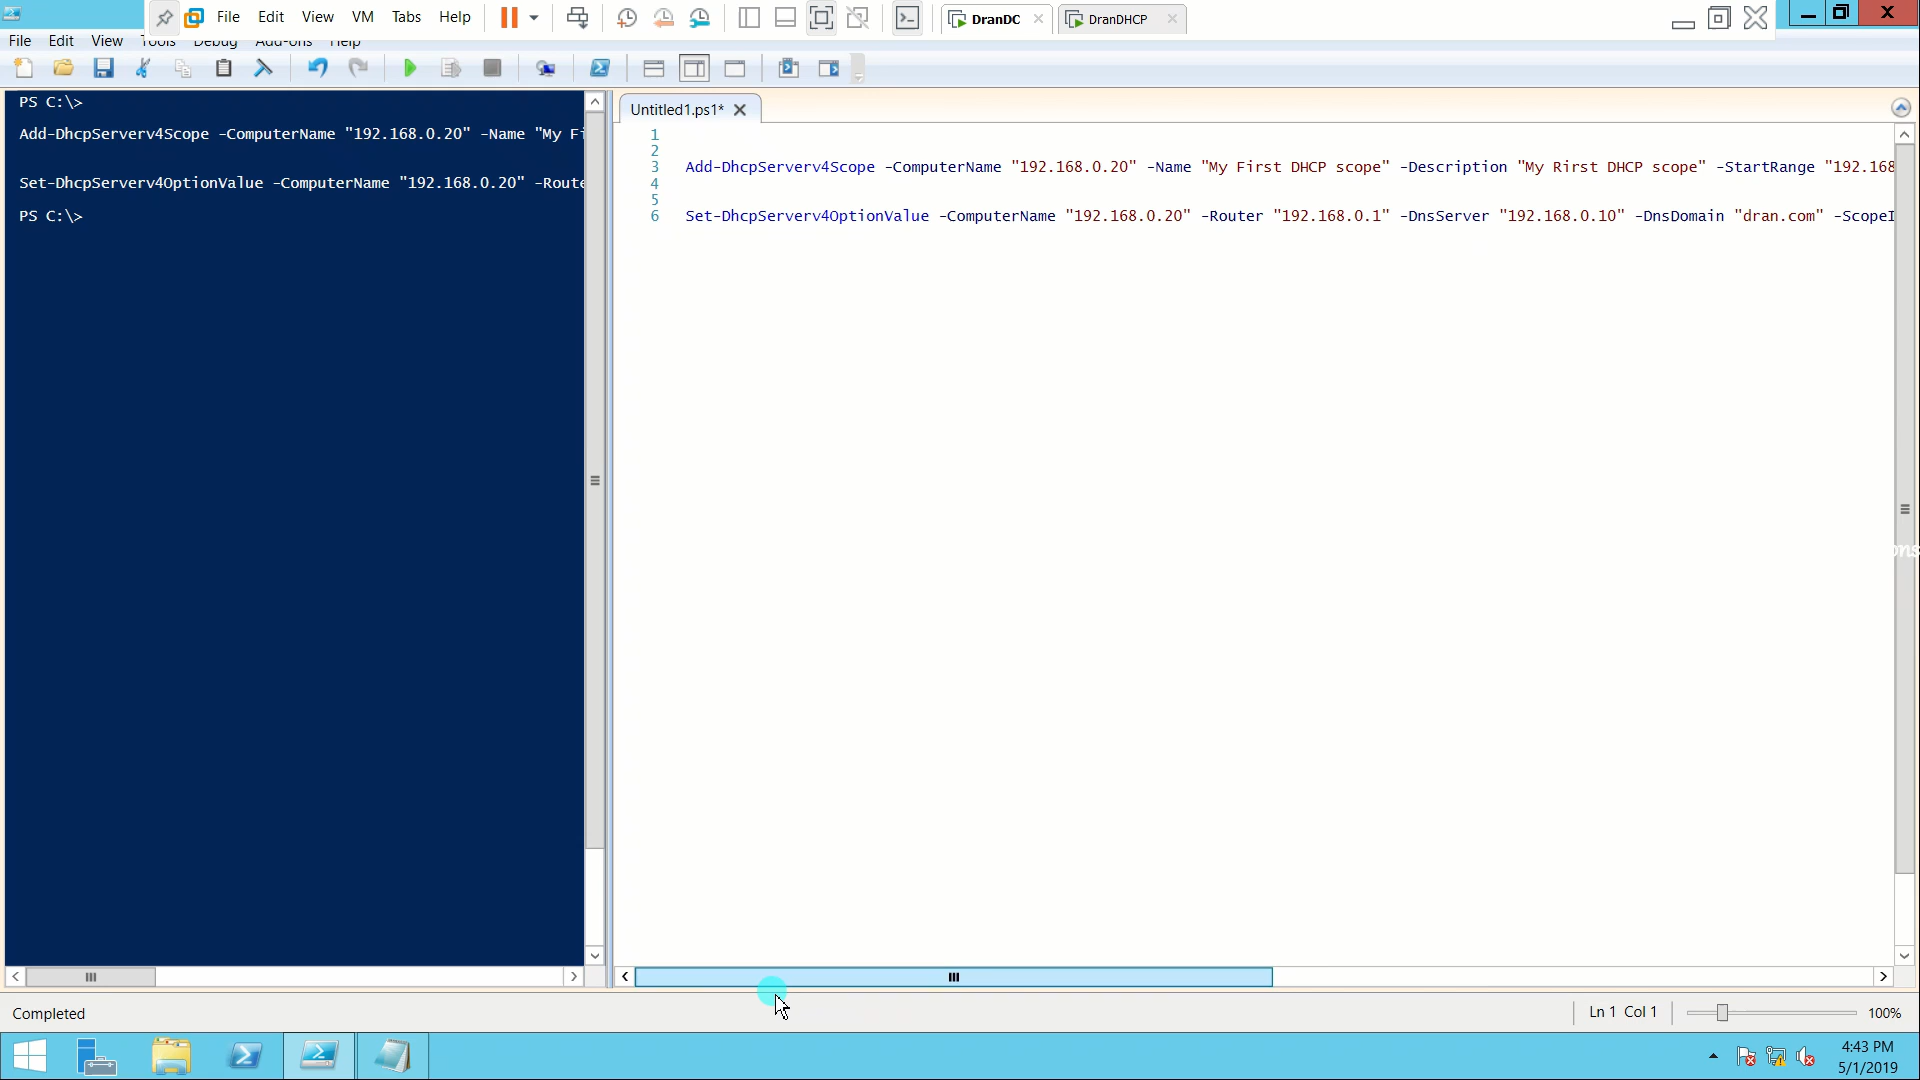 File Edit View VM Tabs Help DranDC DranDHCP
File Edit View Tools Debug Add-ons Help
PS C:\>
Add-DhcpServerv4Scope -ComputerName "192.168.0.20" -Name "My Fi
Set-DhcpServerv4OptionValue -ComputerName "192.168.0.20" -Route
PS C:\>
Untitled1.ps1*
1
2
3 Add-DhcpServerv4Scope -ComputerName "192.168.0.20" -Name "My First DHCP scope" -Description "My Rirst DHCP scope" -StartRange "192.168
4
5
6 Set-DhcpServerv4OptionValue -ComputerName "192.168.0.20" -Router "192.168.0.1" -DnsServer "192.168.0.10" -DnsDomain "dran.com" -ScopeI
ons
Completed
Ln 1 Col 1
100%
4:43 PM
5/1/2019